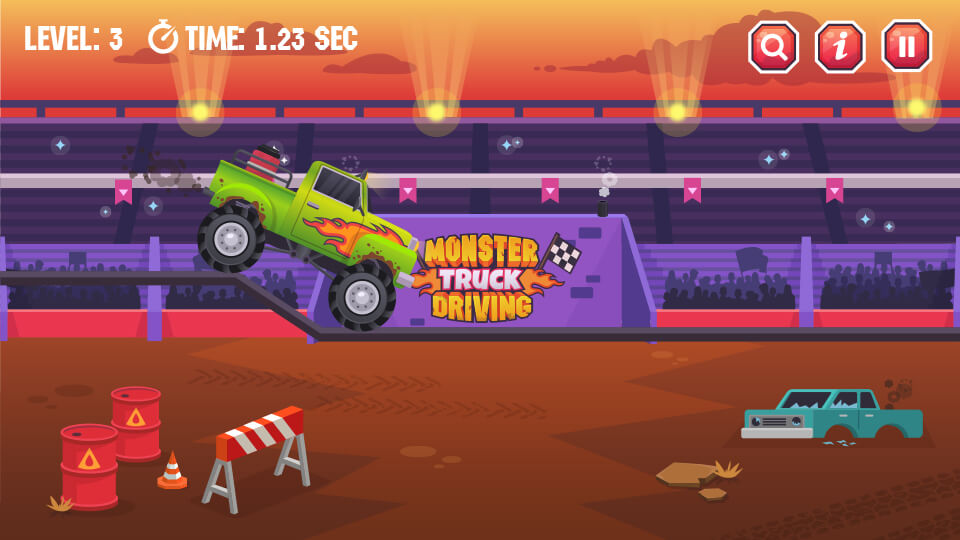 LEVEL: 3
TIME: 1.23 SEC
MONSTER
TRUCK
DRIVING